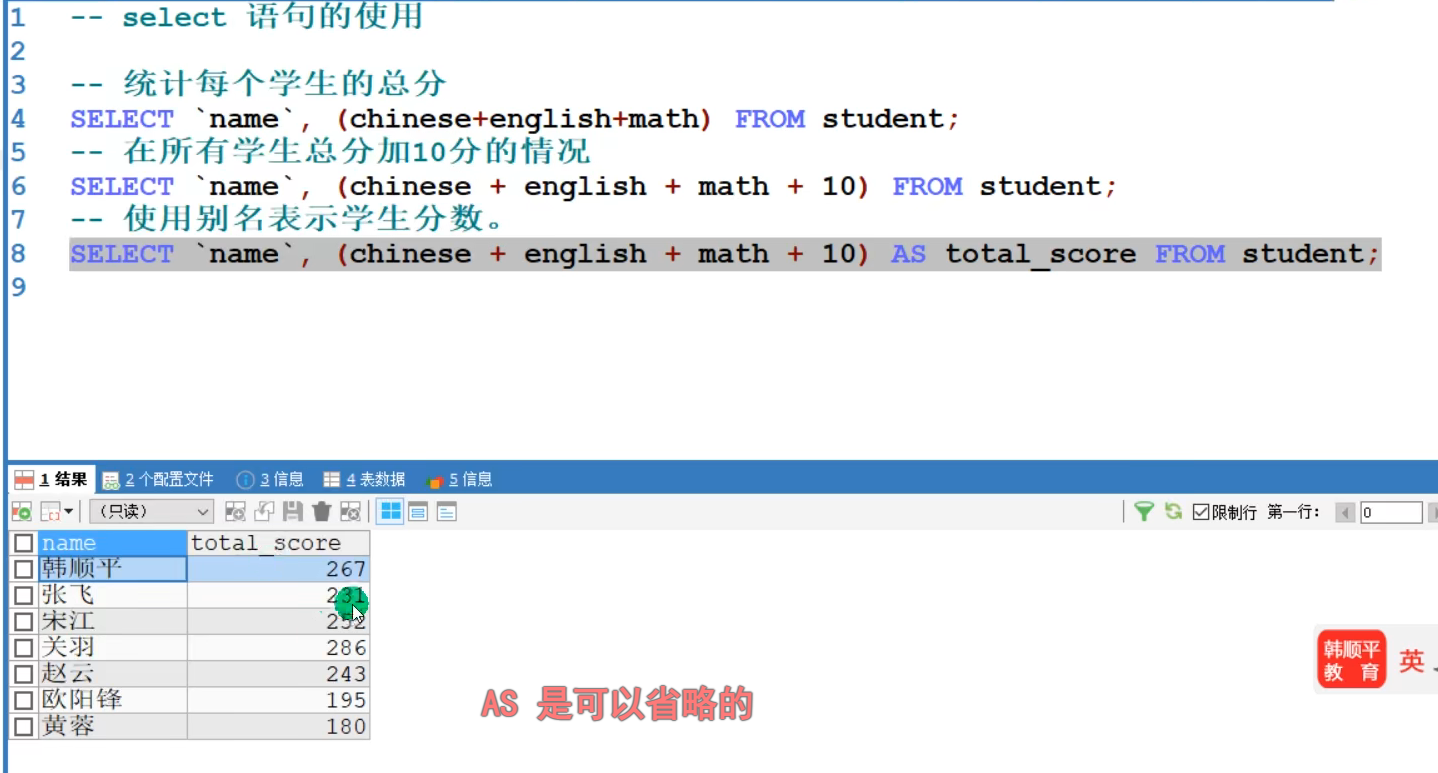 1 -- select 语句的使用
2
3 -- 统计每个学生的总分
4 SELECT `name`, (chinese+english+math) FROM student;
5 -- 在所有学生总分加10分的情况
6 SELECT `name`, (chinese + english + math + 10) FROM student;
7 -- 使用别名表示学生分数。
8 SELECT `name`, (chinese + english + math + 10) AS total_score FROM student;
9
1 结果 2 个配置文件 3 信息 4 表数据 5 信息
（只读） 限制行 第一行: 0
name total_score
韩顺平 267
张飞 231
宋江 252
关羽 286
赵云 243
欧阳锋 195
黄蓉 180
AS 是可以省略的
韩顺平
教 育
英